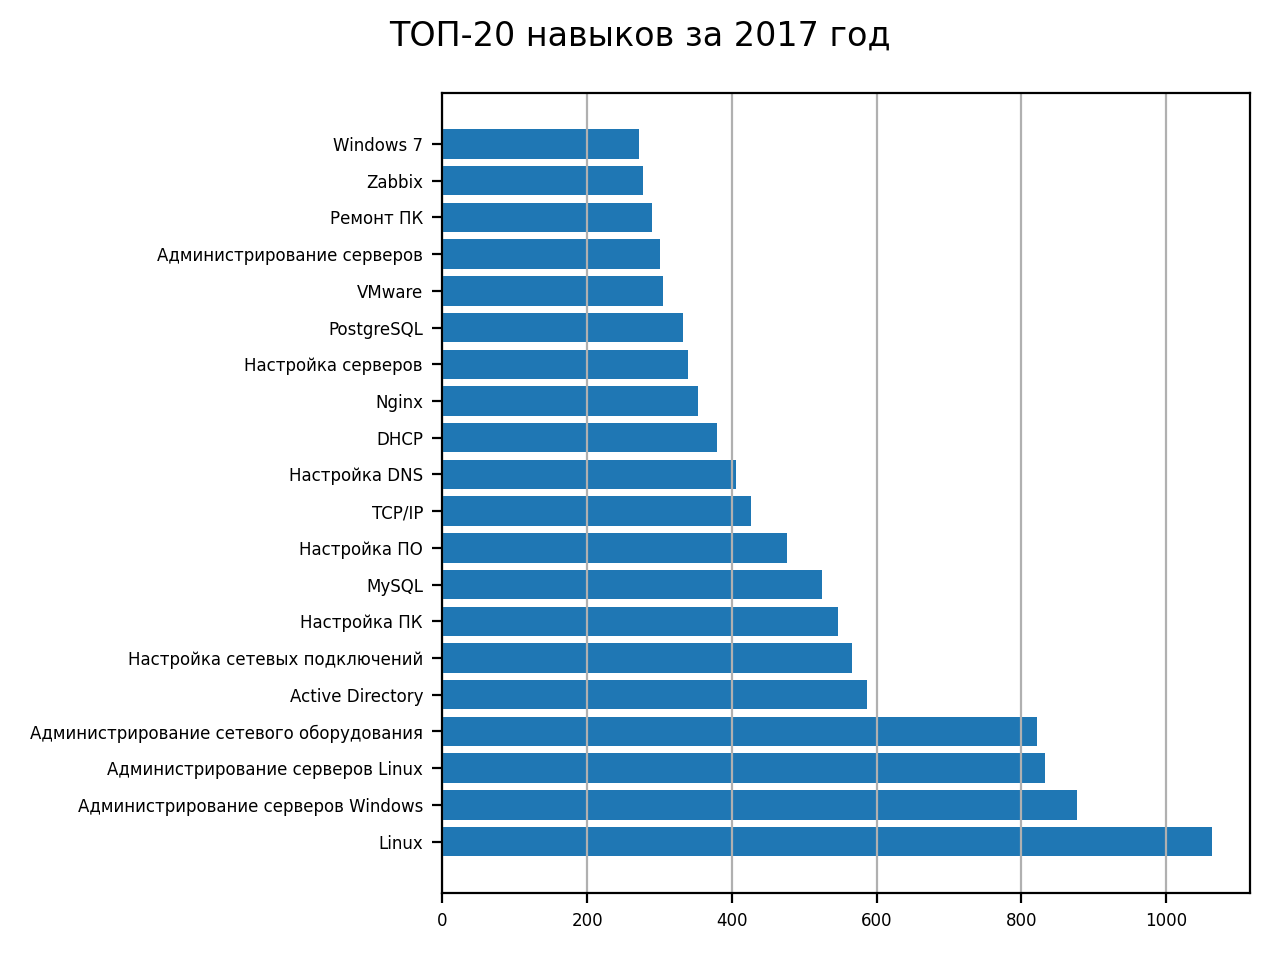 ТОП-20 навыков за 2017 год
Windows 7
Zabbix
Ремонт ПК
Администрирование серверов
VMware
PostgreSQL
Настройка серверов
Nginx
DHCP
Настройка DNS
TCP/IP
Настройка ПО
MySQL
Настройка ПК
Настройка сетевых подключений
Active Directory
Администрирование сетевого оборудования
Администрирование серверов Linux
Администрирование серверов Windows
Linux
0 200 400 600 800 1000